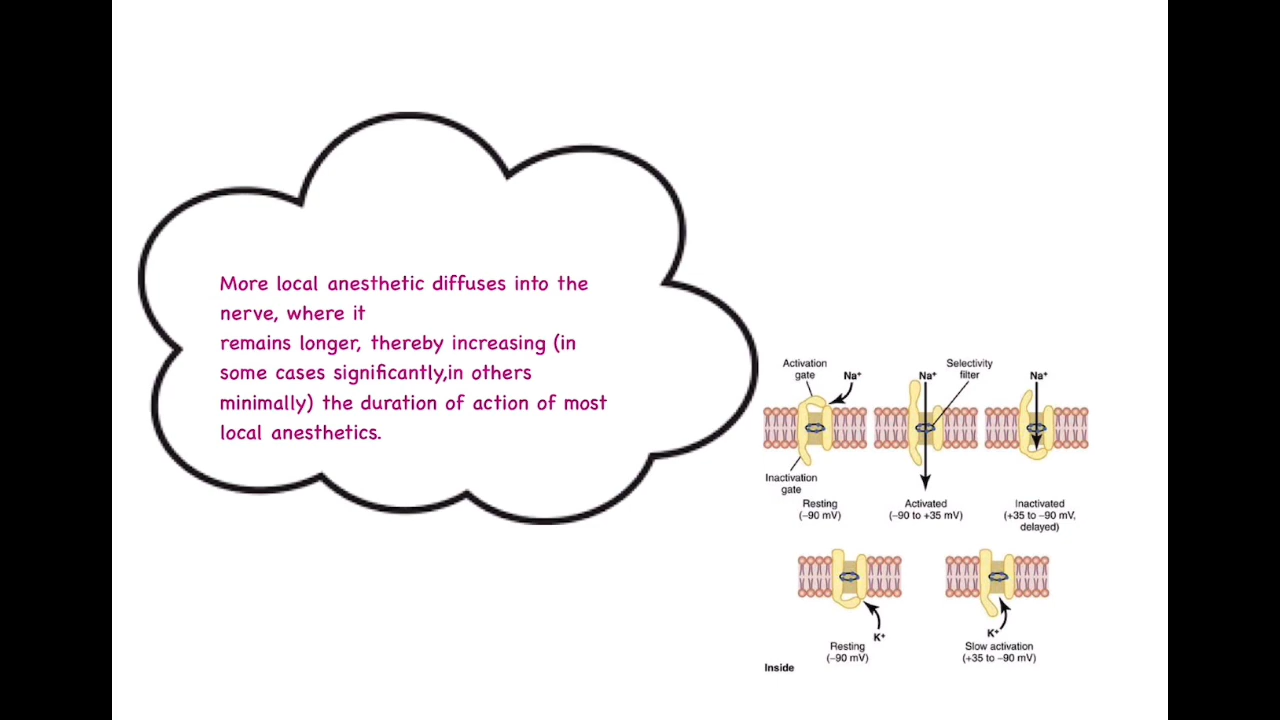 More local anesthetic diffuses into the
nerve, where it
remains longer, thereby increasing (in
some cases significantly,in others
minimally) the duration of action of most
local anesthetics.
Activation
gate
Na⁺
Na⁺
Selectivity
filter
Na⁺
Inactivation
gate
Resting
(−90 mV)
Activated
(−90 to +35 mV)
Inactivated
(+35 to −90 mV,
delayed)
K⁺
K⁺
Resting
(−90 mV)
Slow activation
(+35 to −90 mV)
Inside